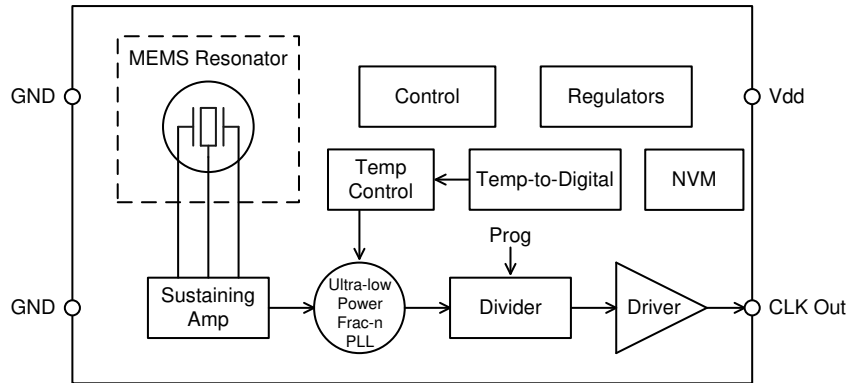 MEMS Resonator
GND
Control
Regulators
Vdd
Temp
Control
Temp-to-Digital
NVM
Prog
GND
Sustaining
Amp
Ultra-low
Power
Frac-n
PLL
Divider
Driver
CLK Out